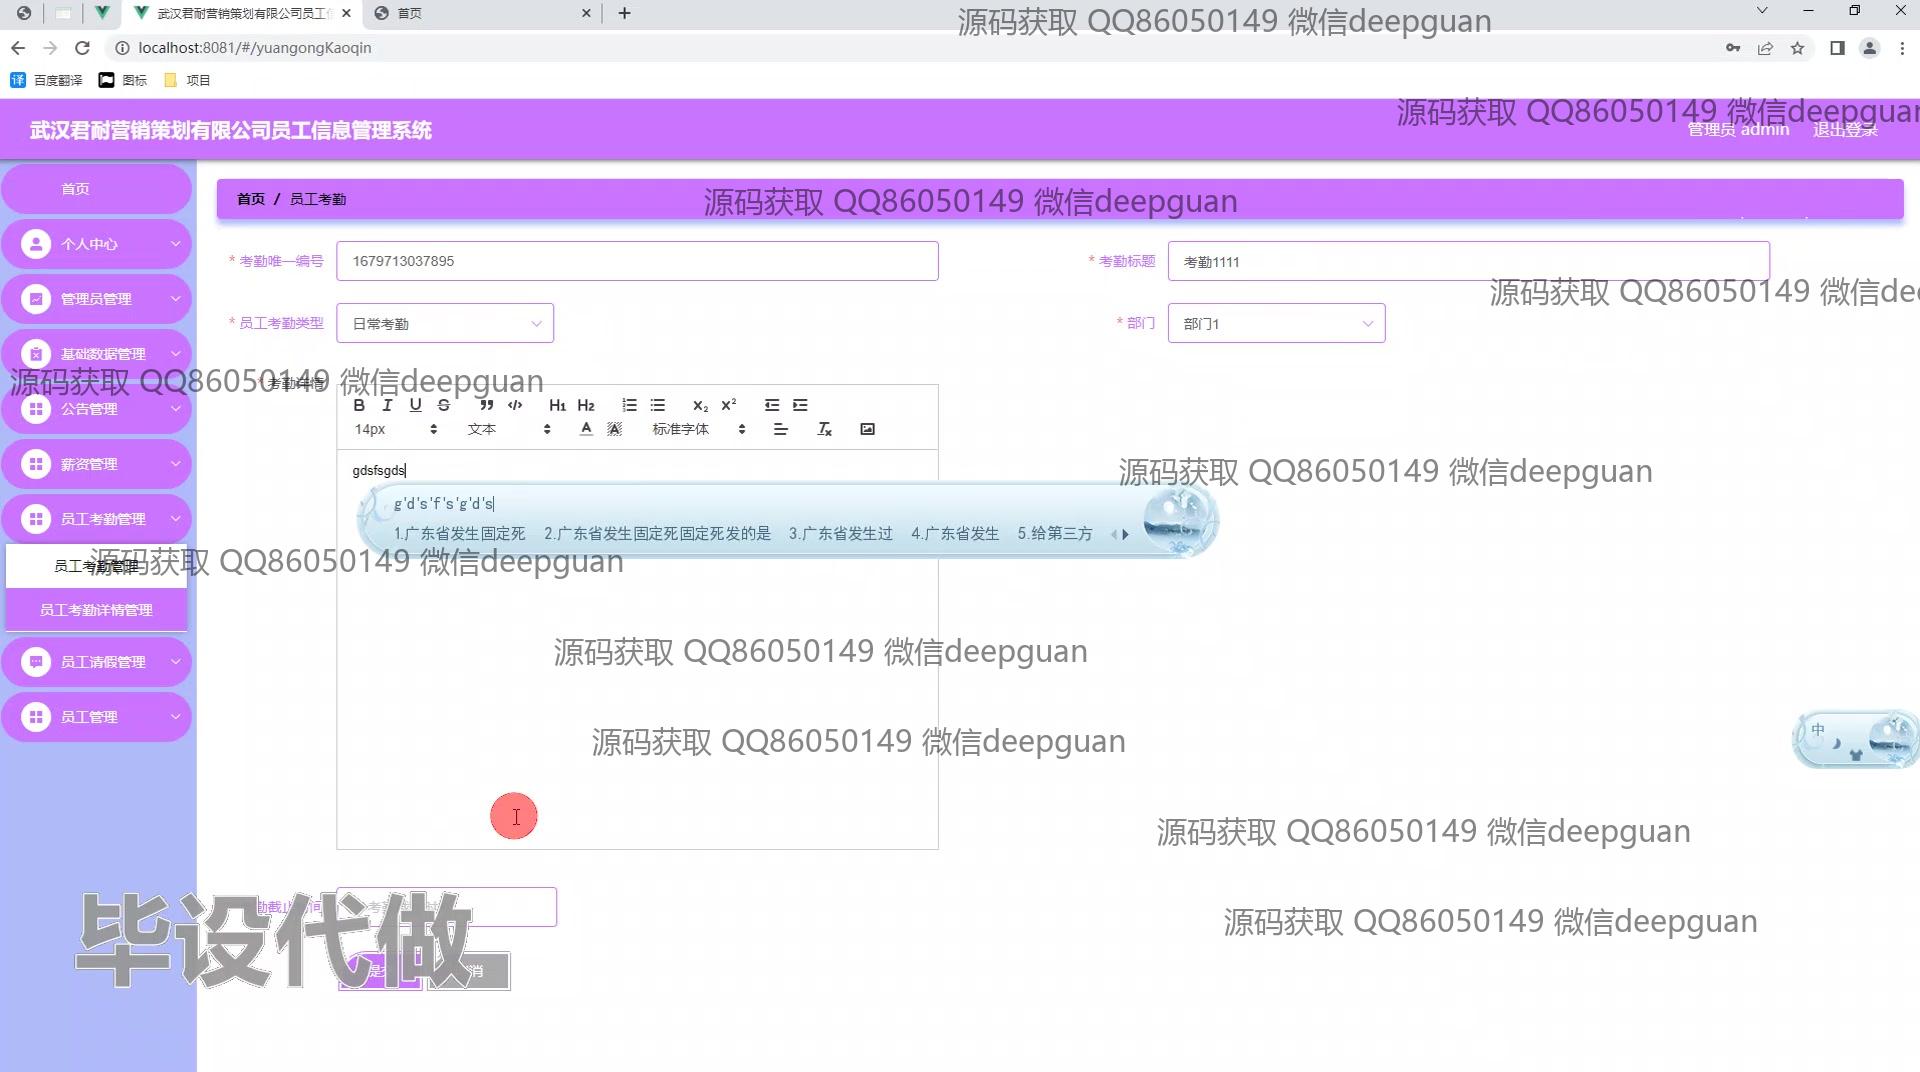 武汉君耐营销策划有限公司员工信
首页
源码获取 QQ86050149 微信deepguan
localhost:8081/#/yuangongKaoqin
百度翻译 图标 项目
武汉君耐营销策划有限公司员工信息管理系统
源码获取 QQ86050149 微信deepguan
管理员 admin 退出登录
首页
首页 / 员工考勤
源码获取 QQ86050149 微信deepguan
个人中心
* 考勤唯一编号 1679713037895
* 考勤标题 考勤1111
源码获取 QQ86050149 微信dee
管理员管理
* 员工考勤类型 日常考勤
* 部门 部门1
基础数据管理
源码获取 QQ86050149 微信deepguan
公告管理
B I U S H1 H2 X2 X2
14px 文本 标准字体
薪资管理
gdsfsgds
源码获取 QQ86050149 微信deepguan
员工考勤管理
g'd's'f's'g'd's
1.广东省发生固定死 2.广东省发生固定死固定死发的是 3.广东省发生过 4.广东省发生 5.给第三方
员工考勤管理
源码获取 QQ86050149 微信deepguan
员工考勤详情管理
员工请假管理
源码获取 QQ86050149 微信deepguan
员工管理
源码获取 QQ86050149 微信deepguan
中
源码获取 QQ86050149 微信deepguan
毕设代做
源码获取 QQ86050149 微信deepguan